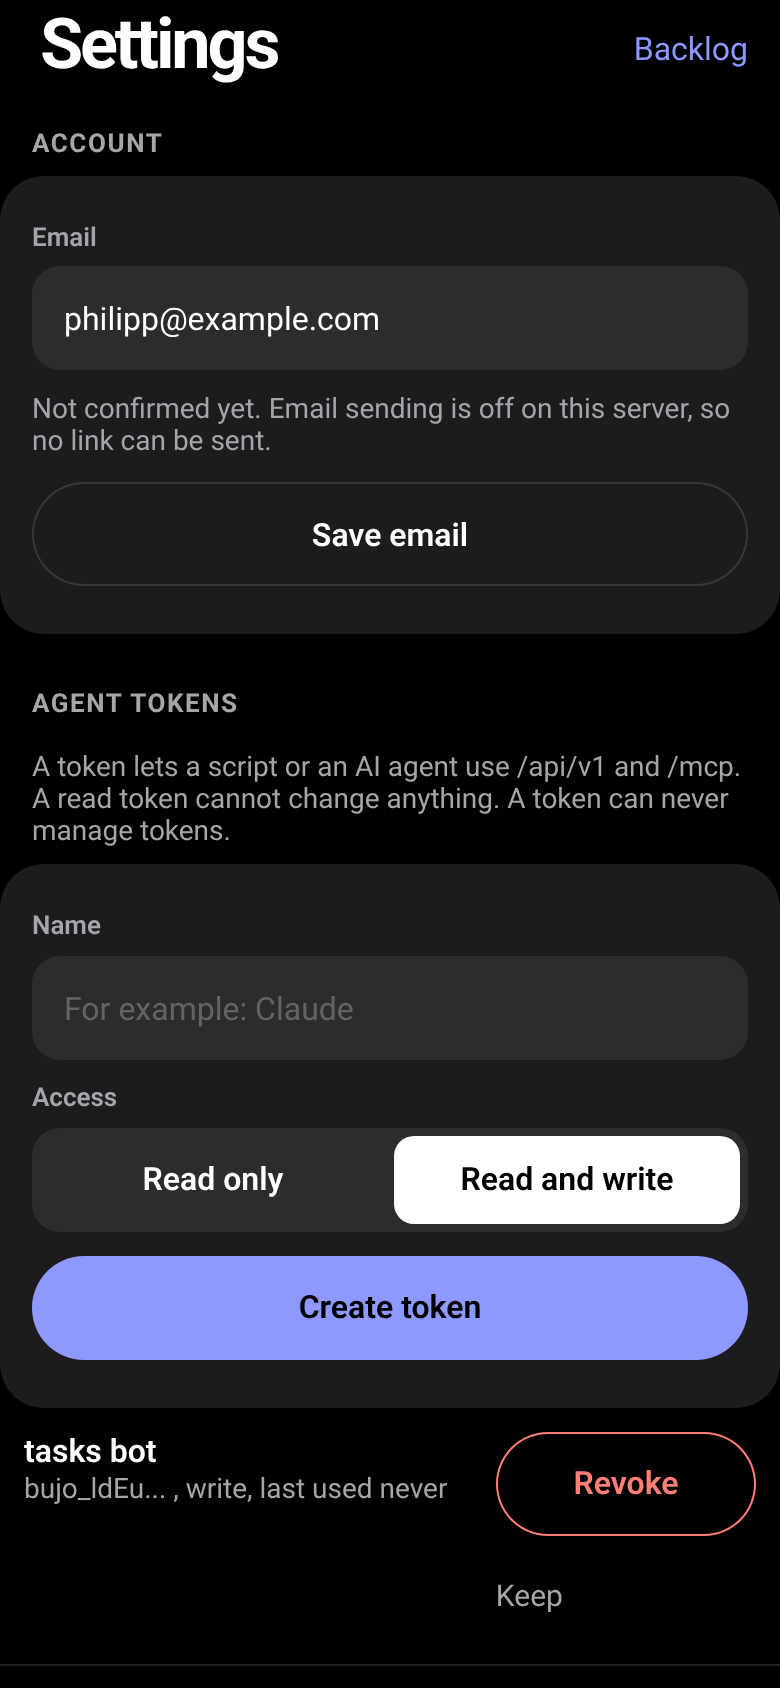 Settings
Backlog
ACCOUNT
Email
philipp@example.com
Not confirmed yet. Email sending is off on this server, so
no link can be sent.
Save email
AGENT TOKENS
A token lets a script or an AI agent use /api/v1 and /mcp.
A read token cannot change anything. A token can never
manage tokens.
Name
For example: Claude
Access
Read only
Read and write
Create token
tasks bot
bujo_ldEu... , write, last used never
Revoke
Keep